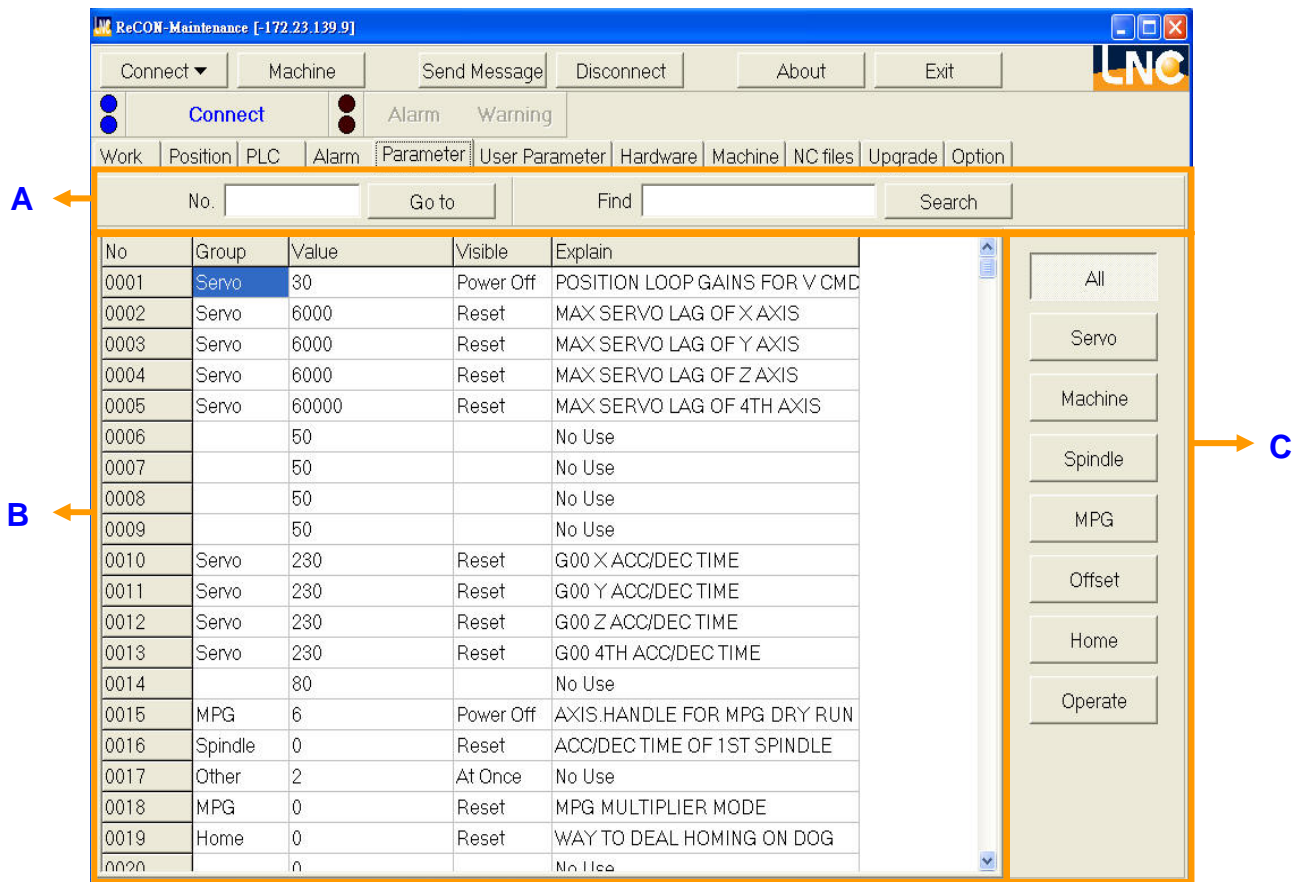 ReCON-Maintenance [-172.23.139.9]
Connect Machine Send Message Disconnect About Exit LNC
Connect Alarm Warning
Work Position PLC Alarm Parameter User Parameter Hardware Machine NC files Upgrade Option
A No. Go to Find Search
No Group Value Visible Explain
0001 Servo 30 Power Off POSITION LOOP GAINS FOR V CMD All
0002 Servo 6000 Reset MAX SERVO LAG OF X AXIS
0003 Servo 6000 Reset MAX SERVO LAG OF Y AXIS Servo
0004 Servo 6000 Reset MAX SERVO LAG OF Z AXIS
0005 Servo 60000 Reset MAX SERVO LAG OF 4TH AXIS Machine
0006 50 No Use
0007 50 No Use Spindle C
0008 50 No Use
B 0009 50 No Use MPG
0010 Servo 230 Reset G00 X ACC/DEC TIME
0011 Servo 230 Reset G00 Y ACC/DEC TIME Offset
0012 Servo 230 Reset G00 Z ACC/DEC TIME
0013 Servo 230 Reset G00 4TH ACC/DEC TIME Home
0014 80 No Use
0015 MPG 6 Power Off AXIS.HANDLE FOR MPG DRY RUN Operate
0016 Spindle 0 Reset ACC/DEC TIME OF 1ST SPINDLE
0017 Other 2 At Once No Use
0018 MPG 0 Reset MPG MULTIPLIER MODE
0019 Home 0 Reset WAY TO DEAL HOMING ON DOG
0020 0 No Use